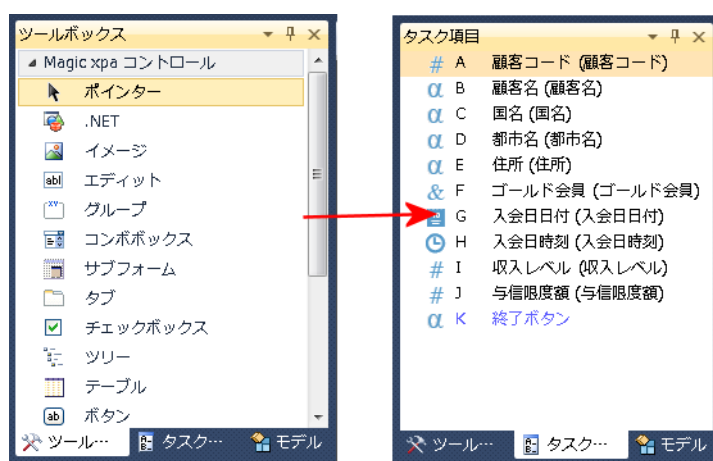 ツールボックス
Magic xpa コントロール
ポインター
.NET
イメージ
abl エディット
XY グループ
コンボボックス
サブフォーム
タブ
チェックボックス
ツリー
テーブル
ab ボタン
ツール… タスク… モデル
タスク項目
# A 顧客コード (顧客コード)
α B 顧客名 (顧客名)
α C 国名 (国名)
α D 都市名 (都市名)
α E 住所 (住所)
& F ゴールド会員 (ゴールド会員)
G 入会日日付 (入会日日付)
H 入会日時刻 (入会日時刻)
# I 収入レベル (収入レベル)
# J 与信限度額 (与信限度額)
α K 終了ボタン
ツール… タスク… モデル